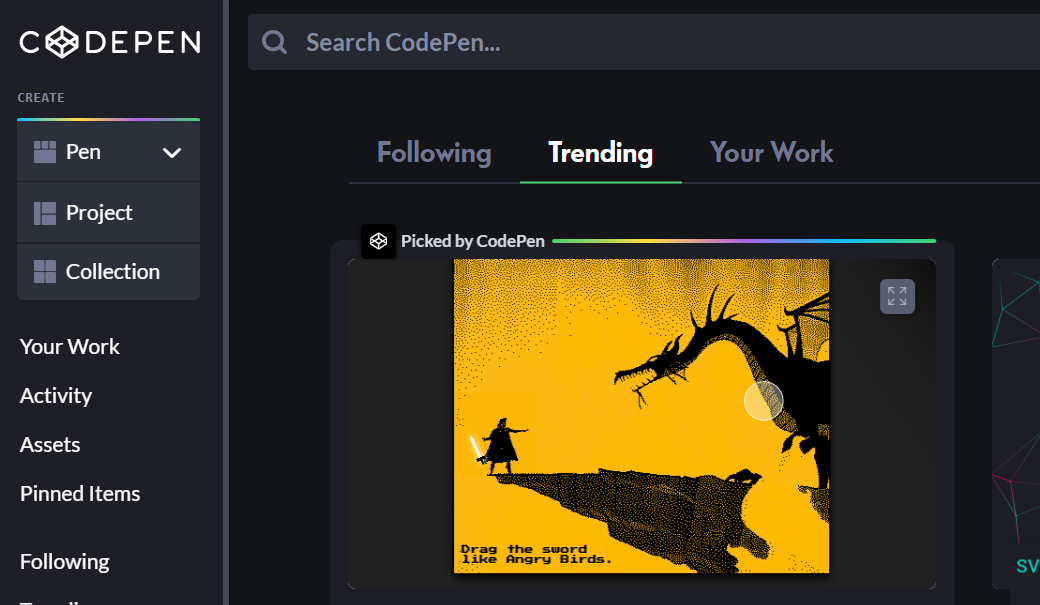 CODEPEN
CREATE
Pen
Project
Collection
Your Work
Activity
Assets
Pinned Items
Following
Search CodePen...
Following Trending Your Work
Picked by CodePen
Drag the sword
like Angry Birds.
SV